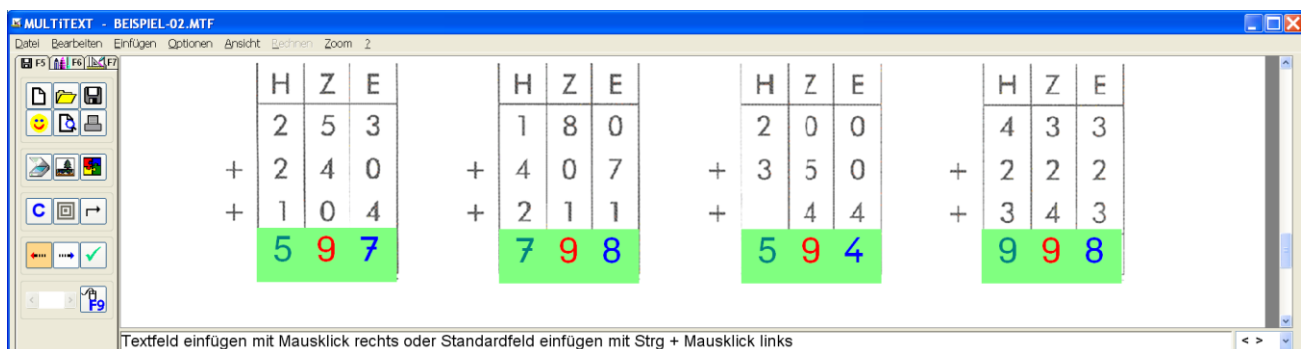 MULTiTEXT - BEISPIEL-02.MTF
Datei Bearbeiten Einfügen Optionen Ansicht Rechnen Zoom ?
F5 F6 F7
H Z E H Z E H Z E H Z E
2 5 3 1 8 0 2 0 0 4 3 3
+ 2 4 0 + 4 0 7 + 3 5 0 + 2 2 2
+ 1 0 4 + 2 1 1 + 4 4 + 3 4 3
5 9 7 7 9 8 5 9 4 9 9 8
C
F9
Textfeld einfügen mit Mausklick rechts oder Standardfeld einfügen mit Strg + Mausklick links < >